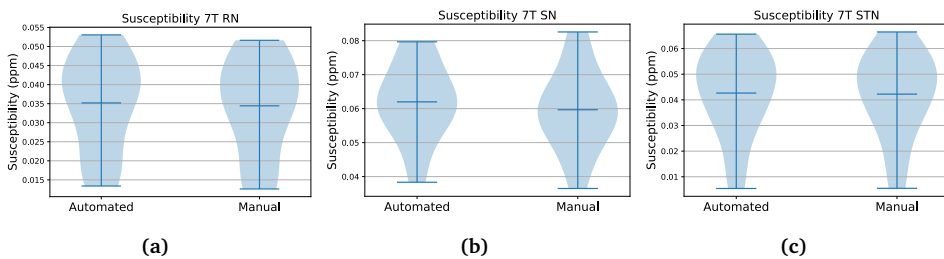 Susceptibility 7T RN
Susceptibility (ppm)
0.055
0.050
0.045
0.040
0.035
0.030
0.025
0.020
0.015
Automated
Manual
(a)
Susceptibility 7T SN
Susceptibility (ppm)
0.08
0.07
0.06
0.05
0.04
Automated
Manual
(b)
Susceptibility 7T STN
Susceptibility (ppm)
0.06
0.05
0.04
0.03
0.02
0.01
Automated
Manual
(c)